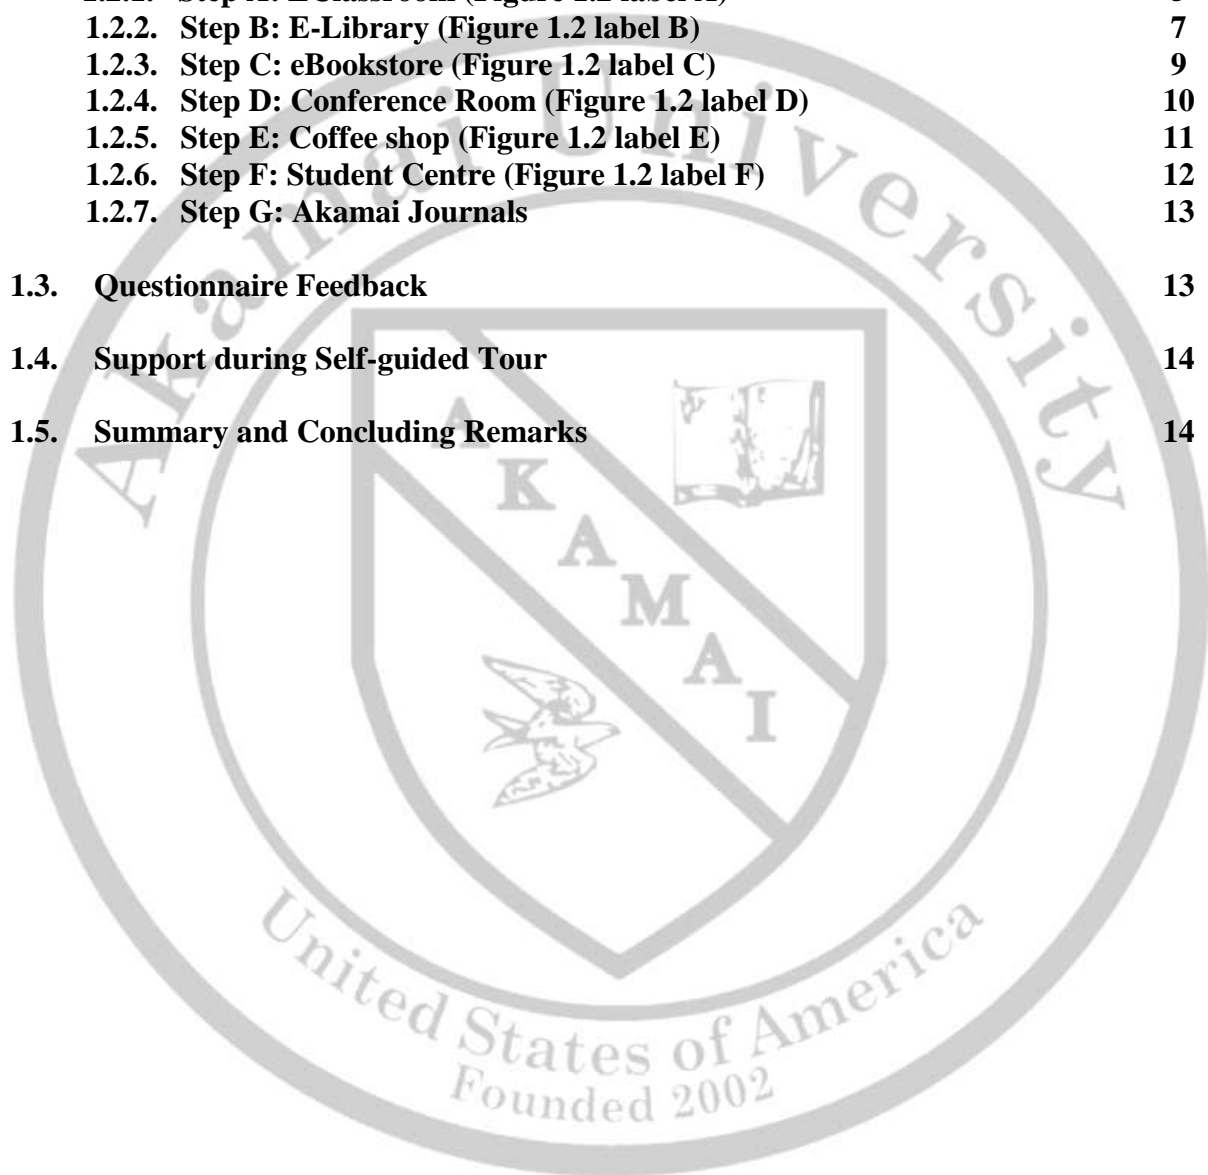 1.2.2. Step B: E-Library (Figure 1.2 label B) 7
1.2.3. Step C: eBookstore (Figure 1.2 label C) 9
1.2.4. Step D: Conference Room (Figure 1.2 label D) 10
1.2.5. Step E: Coffee shop (Figure 1.2 label E) 11
1.2.6. Step F: Student Centre (Figure 1.2 label F) 12
1.2.7. Step G: Akamai Journals 13
1.3. Questionnaire Feedback 13
1.4. Support during Self-guided Tour 14
1.5. Summary and Concluding Remarks 14
Akamai University
AKAMAI
United States of America
Founded 2002